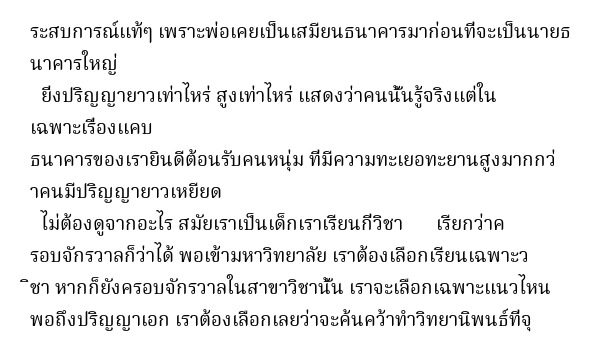 ระสบการณ์แท้ๆ เพราะพ่อเคยเป็นเสมียนธนาคารมาก่อนที่จะเป็นนายธ
นาคารใหญ่
ยิ่งปริญญายาวเท่าไหร่ สูงเท่าไหร่ แสดงว่าคนนั้นรู้จริงแต่ใน
เฉพาะเรื่องแคบ
ธนาคารของเรายินดีต้อนรับคนหนุ่ม ที่มีความทะเยอทะยานสูงมากกว่
าคนมีปริญญายาวเหยียด
ไม่ต้องดูจากอะไร สมัยเราเป็นเด็กเราเรียนกี่วิชา เรียกว่าค
รอบจักรวาลก็ว่าได้ พอเข้ามหาวิทยาลัย เราต้องเลือกเรียนเฉพาะว
ิชา หากก็ยังครอบจักรวาลในสาขาวิชานั้น เราจะเลือกเฉพาะแนวไหน
พอถึงปริญญาเอก เราต้องเลือกเลยว่าจะค้นคว้าทำวิทยานิพนธ์ที่จุ